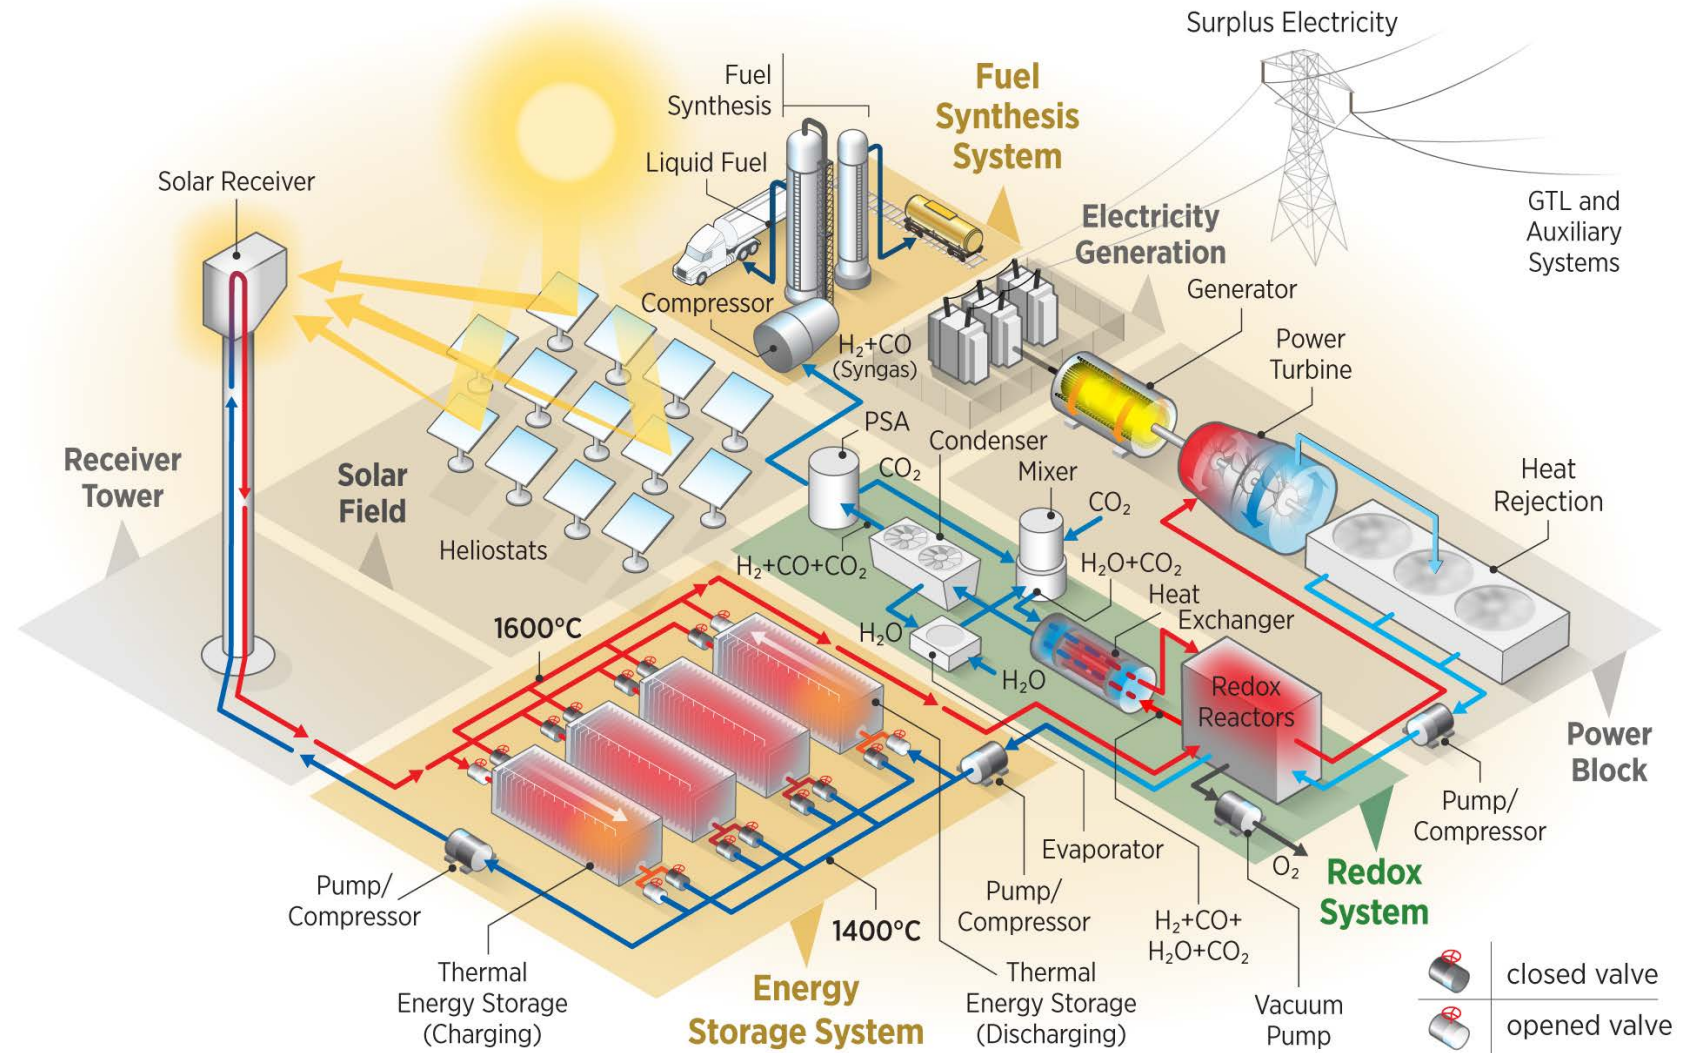 Surplus Electricity
Fuel
Synthesis
Fuel
Synthesis
System
Liquid Fuel
Solar Receiver
GTL and
Auxiliary
Systems
Electricity
Generation
Generator
Compressor
H₂+CO
(Syngas)
Power
Turbine
PSA
Condenser
CO₂
Mixer
CO₂
Receiver
Tower
Solar
Field
Heat
Rejection
Heliostats
H₂+CO+CO₂
H₂O+CO₂
Heat
Exchanger
1600°C
H₂O
H₂O
Redox
Reactors
Power
Block
Pump/
Compressor
Evaporator
O₂
Redox
System
Pump/
Compressor
Pump/
Compressor
1400°C
H₂+CO+
H₂O+CO₂
Thermal
Energy Storage
(Charging)
Energy
Storage System
Thermal
Energy Storage
(Discharging)
Vacuum
Pump
closed valve
opened valve